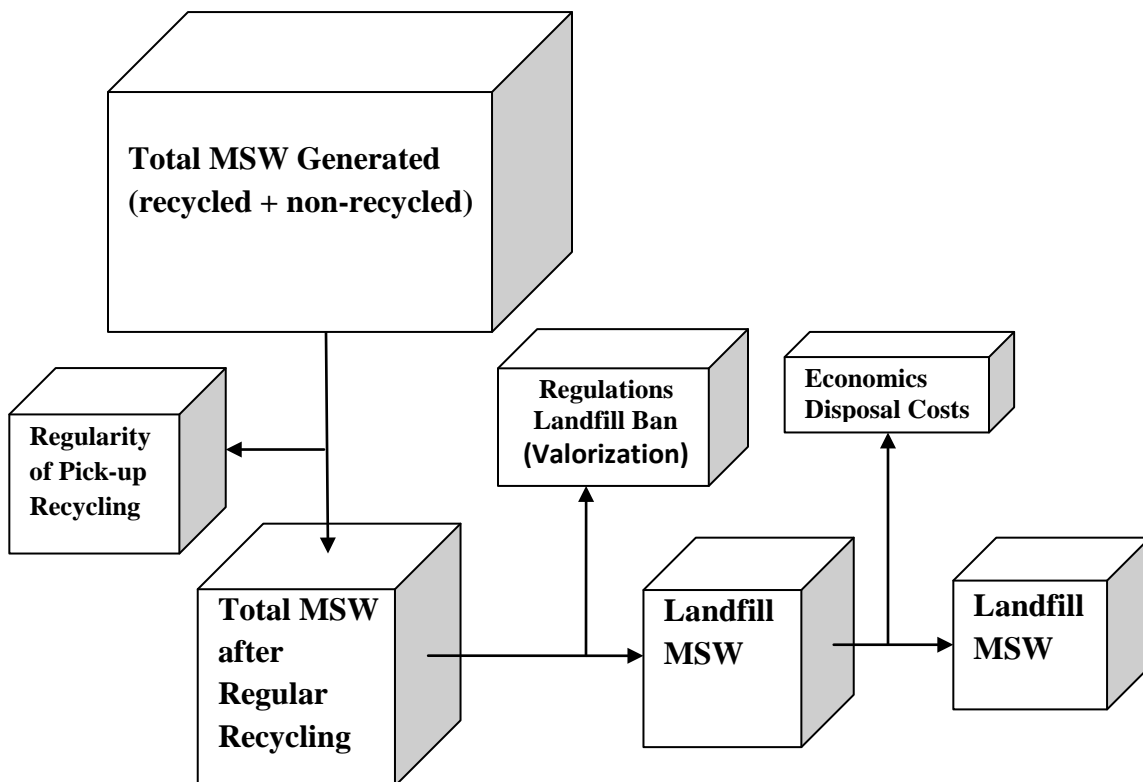 Total MSW Generated
(recycled + non-recycled)
Regularity
of Pick-up
Recycling
Regulations
Landfill Ban
(Valorization)
Economics
Disposal Costs
Total MSW
after
Regular
Recycling
Landfill
MSW
Landfill
MSW